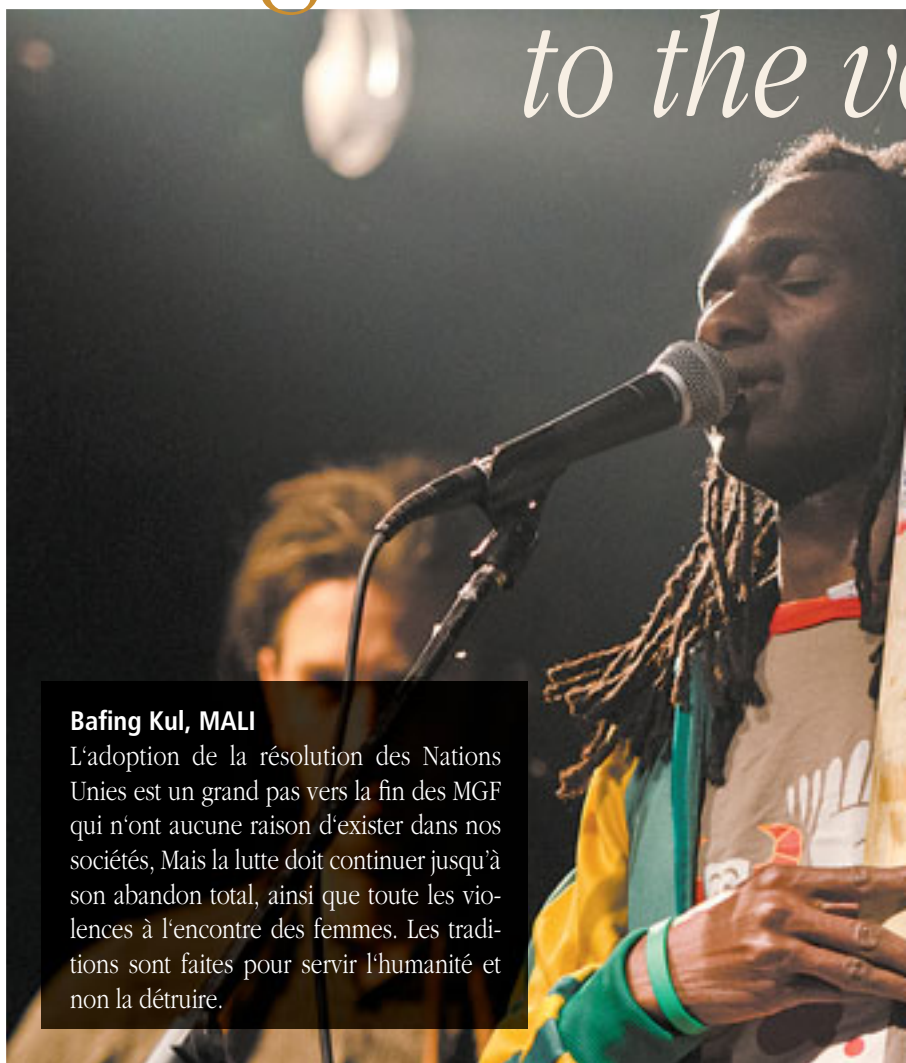 to the
Bafing Kul, MALI
L‘adoption de la résolution des Nations
Unies est un grand pas vers la fin des MGF
qui n‘ont aucune raison d‘exister dans nos
sociétés, Mais la lutte doit continuer jusqu’à
son abandon total, ainsi que toute les vio-
lences à l‘encontre des femmes. Les tradi-
tions sont faites pour servir l‘humanité et
non la détruire.